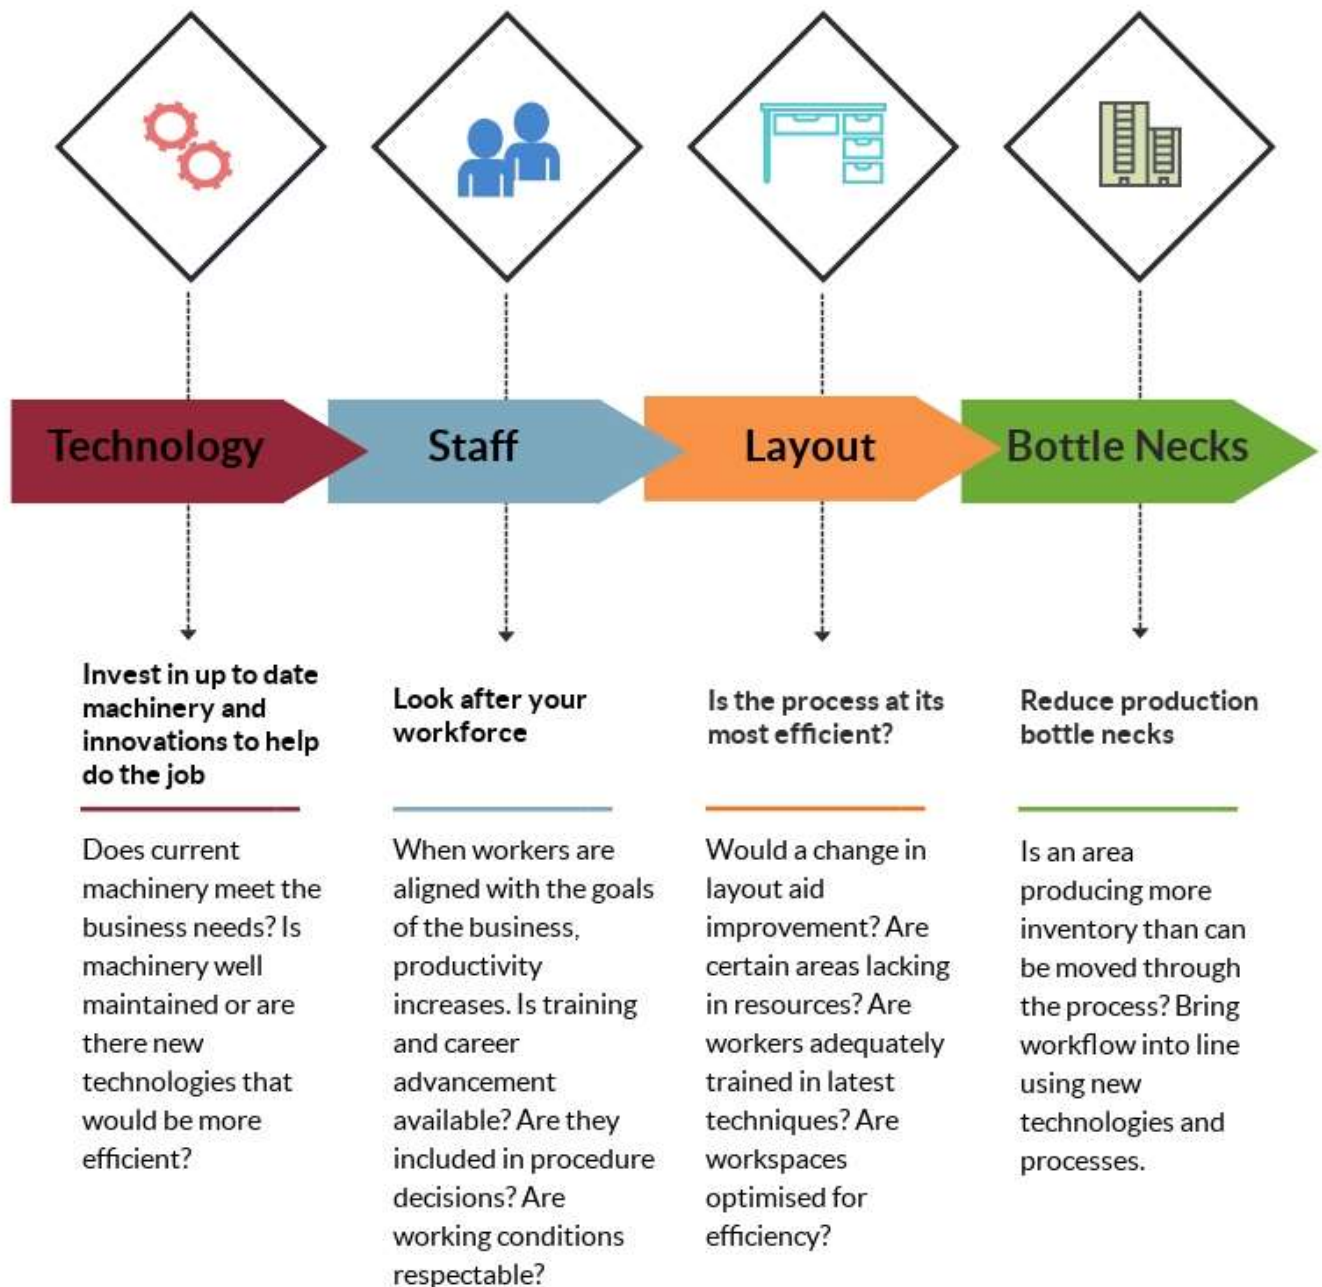 Technology
Staff
Layout
Bottle Necks
Invest in up to date
machinery and
innovations to help
do the job
Does current
machinery meet the
business needs? Is
machinery well
maintained or are
there new
technologies that
would be more
efficient?
Look after your
workforce
When workers are
aligned with the goals
of the business,
productivity
increases. Is training
and career
advancement
available? Are they
included in procedure
decisions? Are
working conditions
respectable?
Is the process at its
most efficient?
Would a change in
layout aid
improvement? Are
certain areas lacking
in resources? Are
workers adequately
trained in latest
techniques? Are
workspaces
optimised for
efficiency?
Reduce production
bottle necks
Is an area
producing more
inventory than can
be moved through
the process? Bring
workflow into line
using new
technologies and
processes.